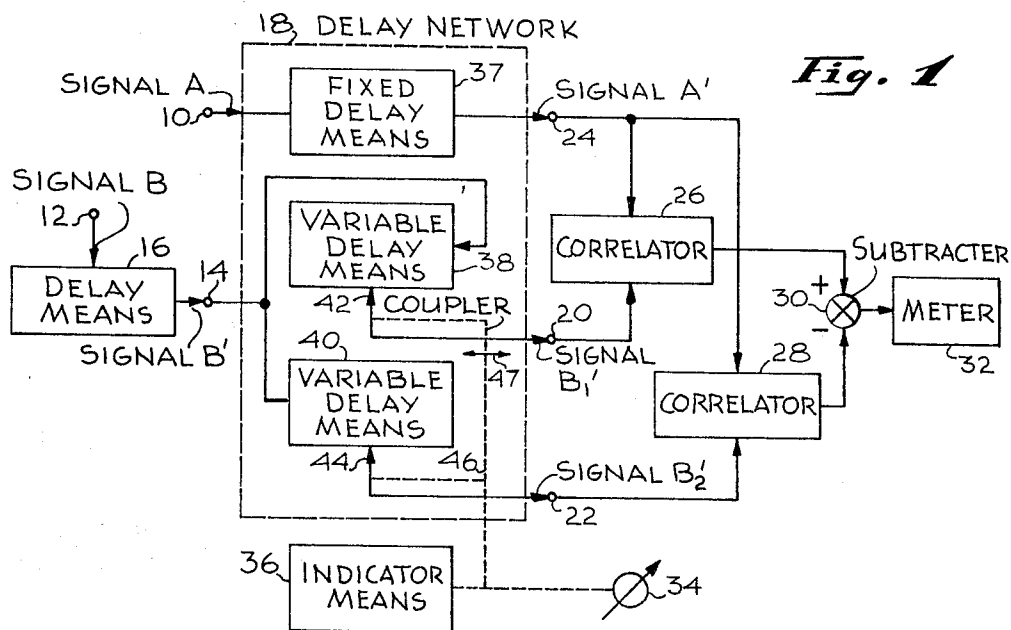 18 DELAY NETWORK
Fig. 1
SIGNAL A
10
FIXED
DELAY
MEANS
37
SIGNAL A'
24
SIGNAL B
12
16
DELAY
MEANS
14
SIGNAL B'
VARIABLE
DELAY
MEANS
38
42
COUPLER
20
SIGNAL
B1'
47
40
VARIABLE
DELAY
MEANS
44
46
SIGNAL B2'
22
26
CORRELATOR
28
CORRELATOR
SUBTRACTER
+
30
-
METER
32
36
INDICATOR
MEANS
34